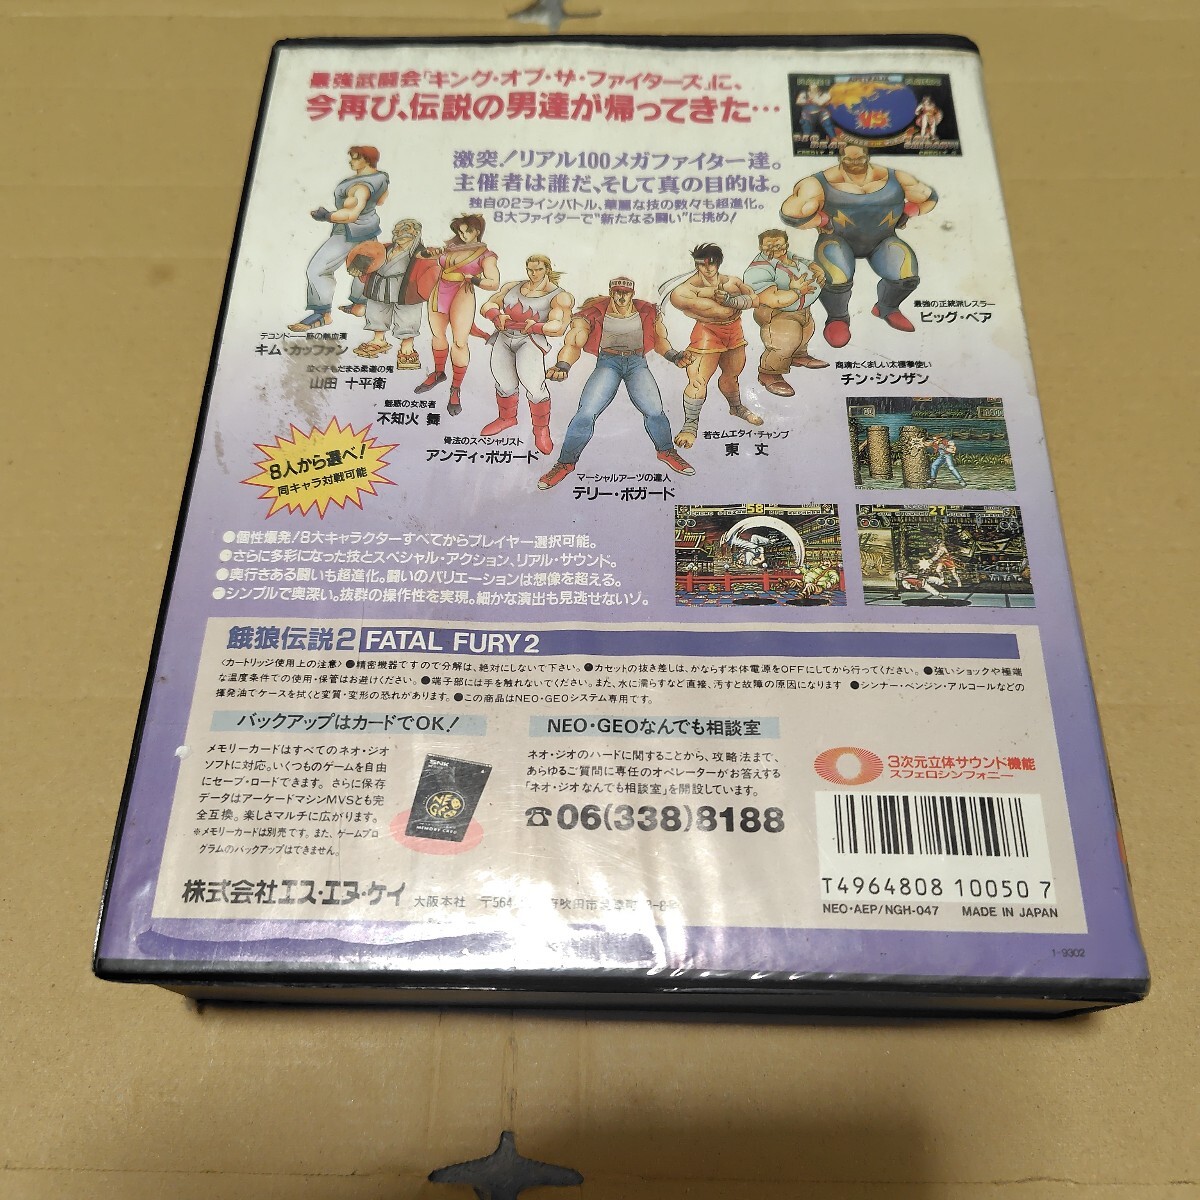 最強武闘会「キング・オブ・ザ・ファイターズ」に、
今再び、伝説の男達が帰ってきた…
激突!リアル100メガファイター達。
主催者は誰だ、そして真の目的は。
独自の2ラインバトル、華麗な技の数々も超進化。
8大ファイターで“新たなる闘い”に挑め!
VS
最強の正統派レスラー
ビッグ・ベア
テコンドー一筋の熱血漢
キム・カッファン
泣く子もだまる柔道の鬼
山田 十平衛
魅惑の女忍者
不知火 舞
骨法のスペシャリスト
アンディ・ボガード
マーシャルアーツの達人
テリー・ボガード
若きムエタイ・チャンプ
東 丈
商魂たくましい太極拳使い
チン・シンザン
8人から選べ!
同キャラ対戦可能
58
27
●個性爆発!8大キャラクターすべてからプレイヤー選択可能。
●さらに多彩になった技とスペシャル・アクション、リアル・サウンド。
●奥行きある闘いも超進化。闘いのバリエーションは想像を超える。
●シンプルで奥深い。抜群の操作性を実現。細かな演出も見逃せないゾ。
餓狼伝説2 FATAL FURY 2
〈カートリッジ使用上の注意〉●精密機器ですので分解は、絶対にしないで下さい。●カセットの抜き差しは、かならず本体電源をOFFにしてから行ってください。●強いショックや極端
な温度条件での使用・保管はお避けください。●端子部には手を触れないでください。また、水に濡らすなど直接、汚すと故障の原因になります ●シンナー・ベンジン・アルコールなどの
揮発油でケースを拭くと変質・変形の恐れがあります。●この商品はNEO・GEOシステム専用です。
バックアップはカードでOK!
メモリーカードはすべてのネオ・ジオ
ソフトに対応。いくつものゲームを自由
にセーブ・ロードできます。さらに保存
データはアーケードマシンMVSとも完
全互換。楽しさマルチに広がります。
※メモリーカードは別売です。また、ゲームプロ
グラムのバックアップはできません。
SNK
NEO GEO
MEMORY CARD
NEO・GEOなんでも相談室
ネオ・ジオのハードに関することから、攻略法まで、
あらゆるご質問に専任のオペレーターがお答えする
「ネオ・ジオなんでも相談室」を開設しています。
☎06(338)8188
3次元立体サウンド機能
スフェロシンフォニー
T4964808 10050 7
NEO・AEP/NGH-047 MADE IN JAPAN
株式会社エス・エヌ・ケイ 大阪本社 〒564 府吹田市
1-9302